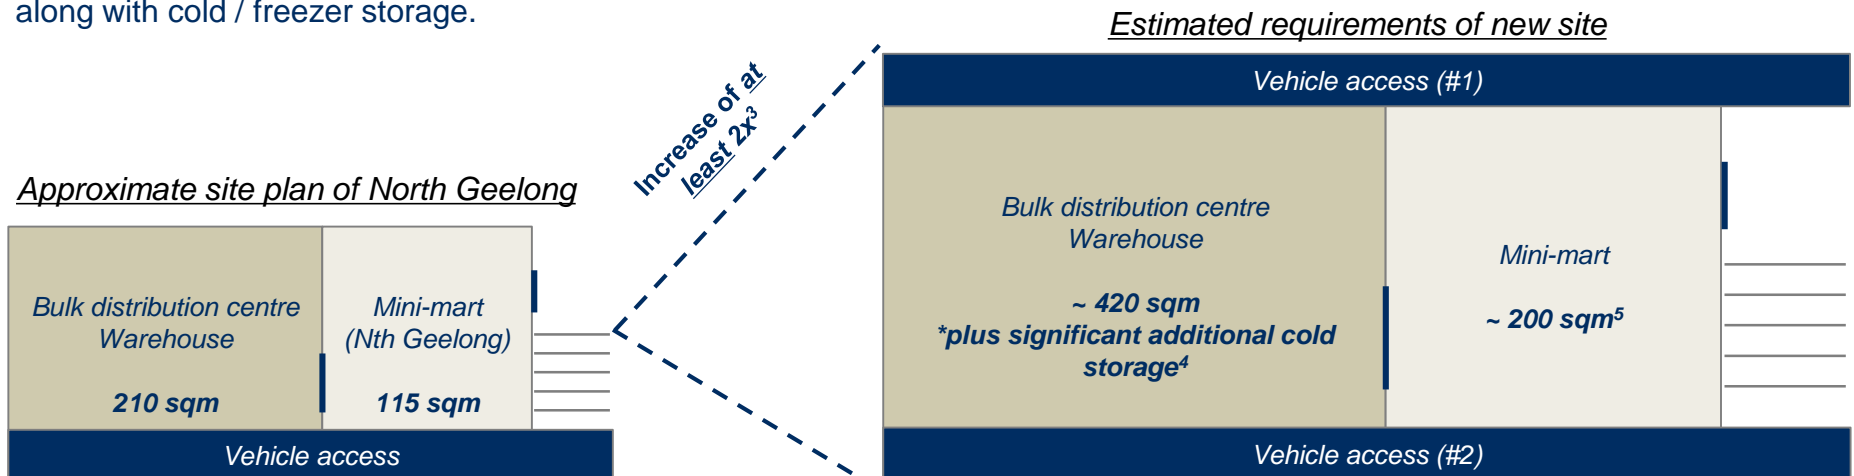 along with cold / freezer storage.
Estimated requirements of new site
Vehicle access (#1)
Increase of at
least 2x³
Approximate site plan of North Geelong
Bulk distribution centre
Warehouse
210 sqm
Mini-mart
(Nth Geelong)
115 sqm
Vehicle access
Bulk distribution centre
Warehouse
~ 420 sqm
*plus significant additional cold
storage⁴
Mini-mart
~ 200 sqm⁵
Vehicle access (#2)